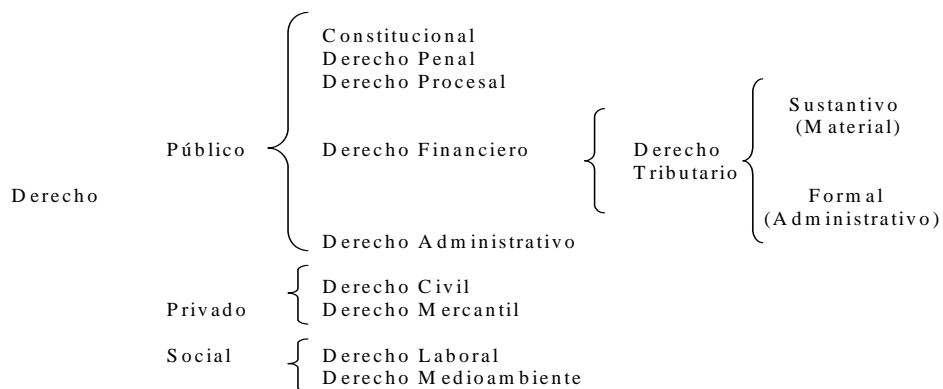 Constitucional
Derecho Penal
Derecho Procesal
Sustantivo
(Material)
Público
Derecho Financiero
Derecho
Tributario
Derecho
Formal
(Administrativo)
Derecho Administrativo
Derecho Civil
Privado
Derecho Mercantil
Social
Derecho Laboral
Derecho Medioambiente